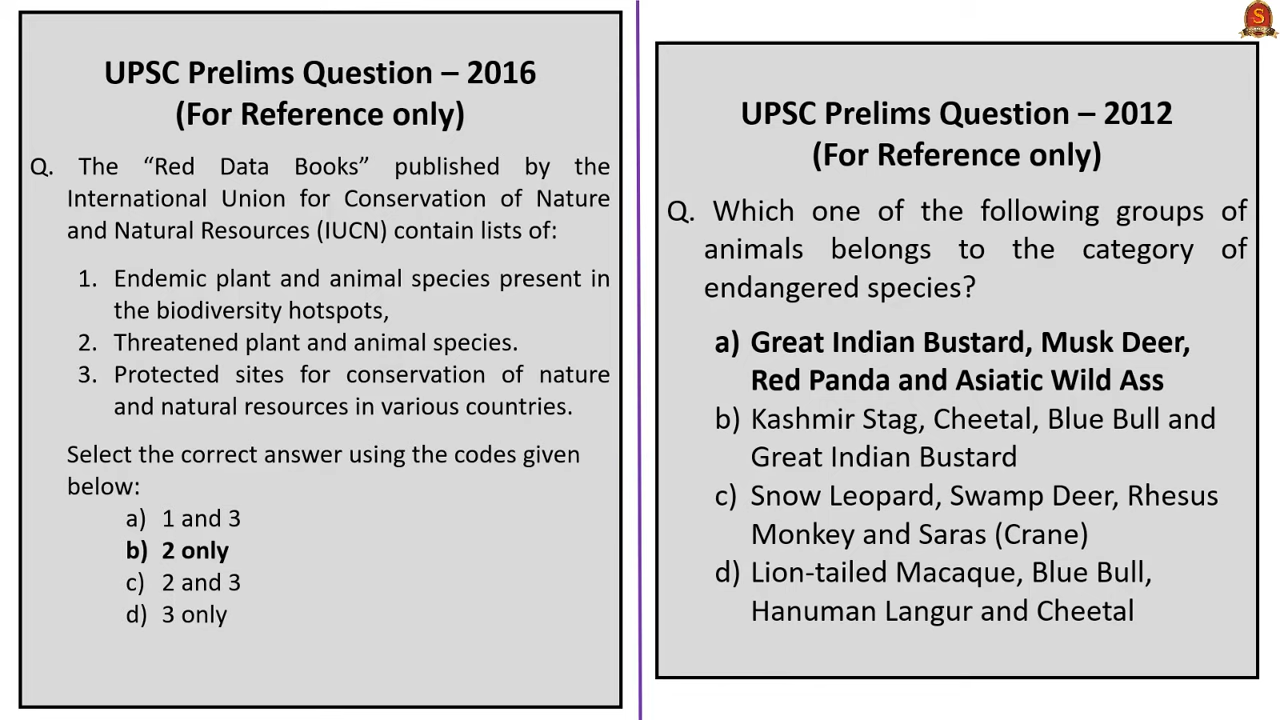 UPSC Prelims Question – 2016
(For Reference only)
Q. The “Red Data Books” published by the
International Union for Conservation of Nature
and Natural Resources (IUCN) contain lists of:
1. Endemic plant and animal species present in
the biodiversity hotspots,
2. Threatened plant and animal species.
3. Protected sites for conservation of nature
and natural resources in various countries.
Select the correct answer using the codes given
below:
a) 1 and 3
b) 2 only
c) 2 and 3
d) 3 only
S
UPSC Prelims Question – 2012
(For Reference only)
Q. Which one of the following groups of
animals belongs to the category of
endangered species?
a) Great Indian Bustard, Musk Deer,
Red Panda and Asiatic Wild Ass
b) Kashmir Stag, Cheetal, Blue Bull and
Great Indian Bustard
c) Snow Leopard, Swamp Deer, Rhesus
Monkey and Saras (Crane)
d) Lion-tailed Macaque, Blue Bull,
Hanuman Langur and Cheetal